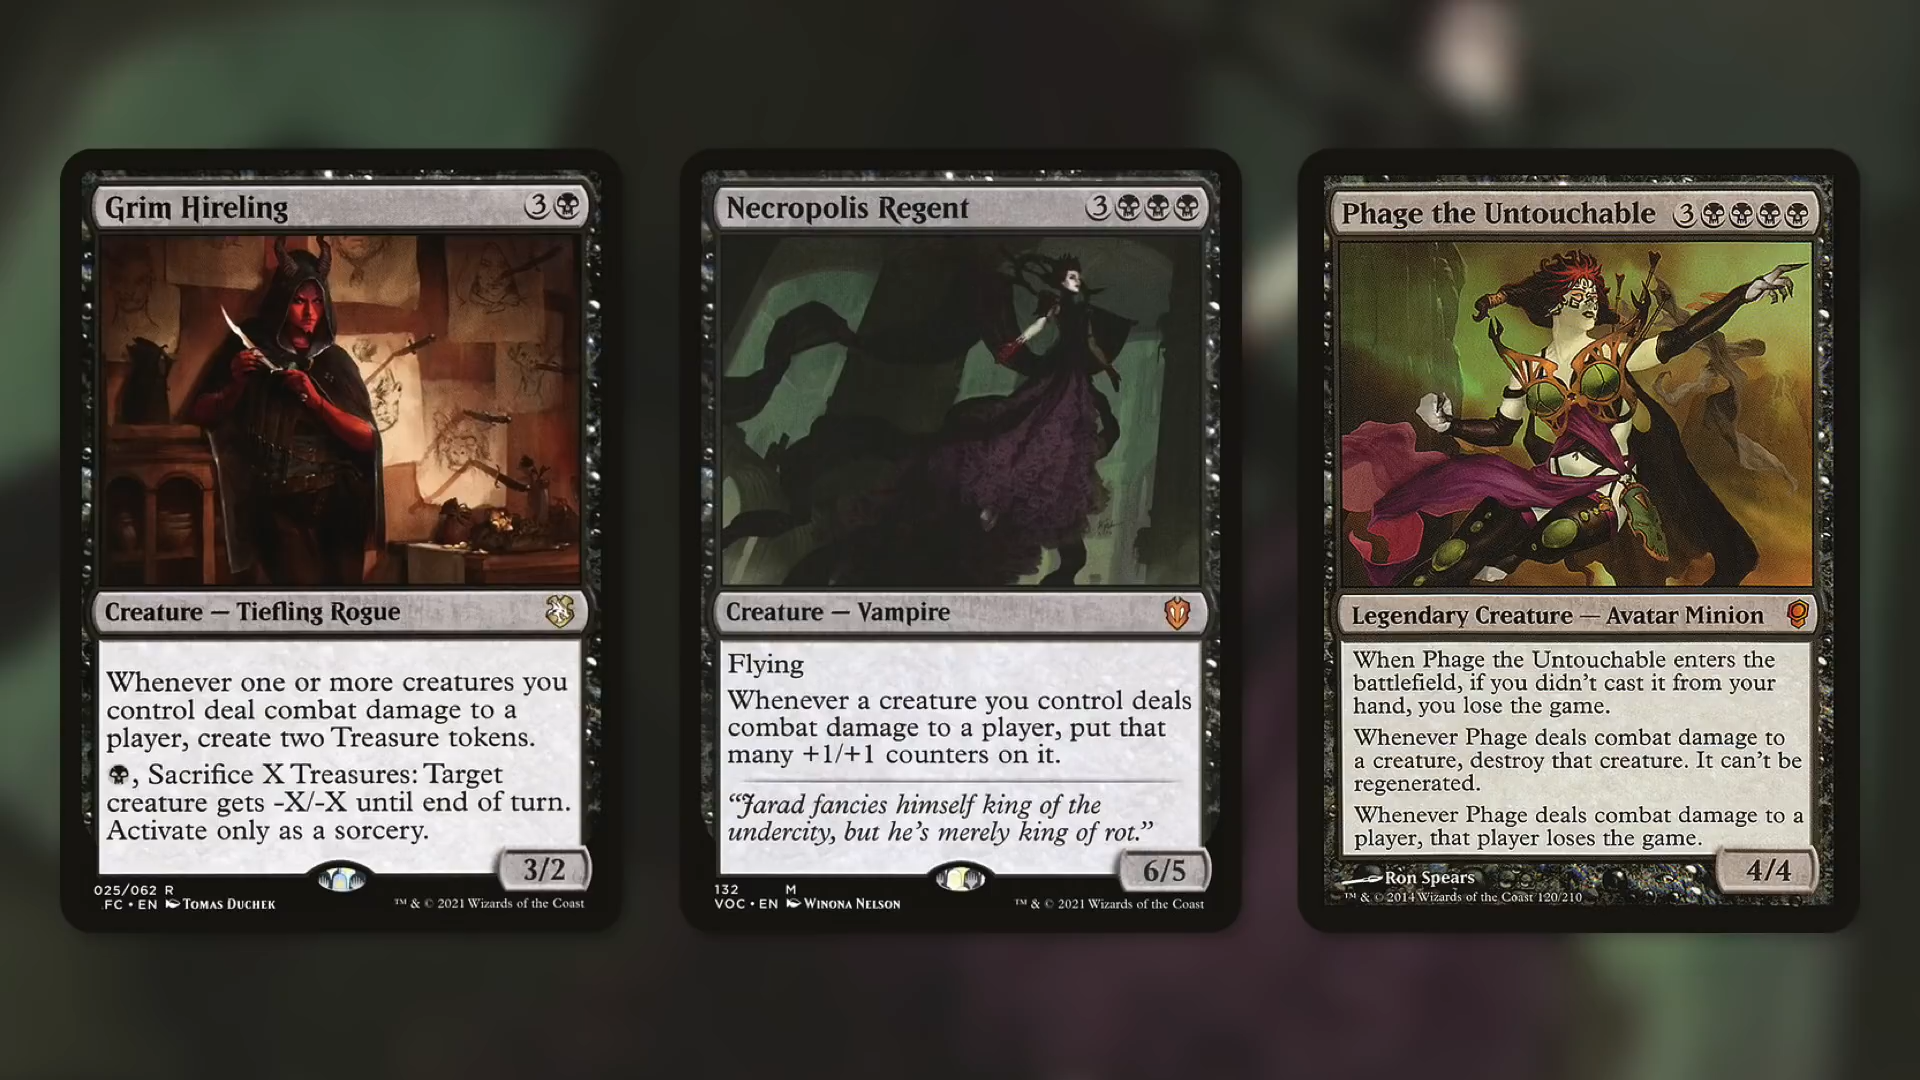 Grim Hireling 3
Creature — Tiefling Rogue
Whenever one or more creatures you
control deal combat damage to a
player, create two Treasure tokens.
, Sacrifice X Treasures: Target
creature gets -X/-X until end of turn.
Activate only as a sorcery.
3/2
025/062 R
.FC • EN Tomas Duchek
™ & © 2021 Wizards of the Coast
Necropolis Regent 3
Creature — Vampire
Flying
Whenever a creature you control deals
combat damage to a player, put that
many +1/+1 counters on it.
“Jarad fancies himself king of the
undercity, but he’s merely king of rot.”
6/5
132 M
VOC • EN Winona Nelson
™ & © 2021 Wizards of the Coast
Phage the Untouchable 3
Legendary Creature — Avatar Minion
When Phage the Untouchable enters the
battlefield, if you didn’t cast it from your
hand, you lose the game.
Whenever Phage deals combat damage to
a creature, destroy that creature. It can’t be
regenerated.
Whenever Phage deals combat damage to a
player, that player loses the game.
4/4
Ron Spears
™ & © 2014 Wizards of the Coast 120/210